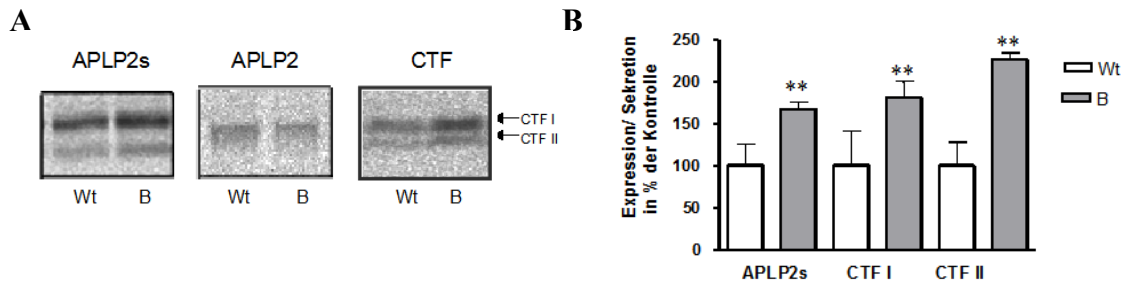 A
APLP2s APLP2 CTF
CTF I
CTF II
Wt B Wt B Wt B
B
Expression/ Sekretion
in % der Kontrolle
250
200
150
100
50
0
** ** **
APLP2s CTF I CTF II
Wt
B